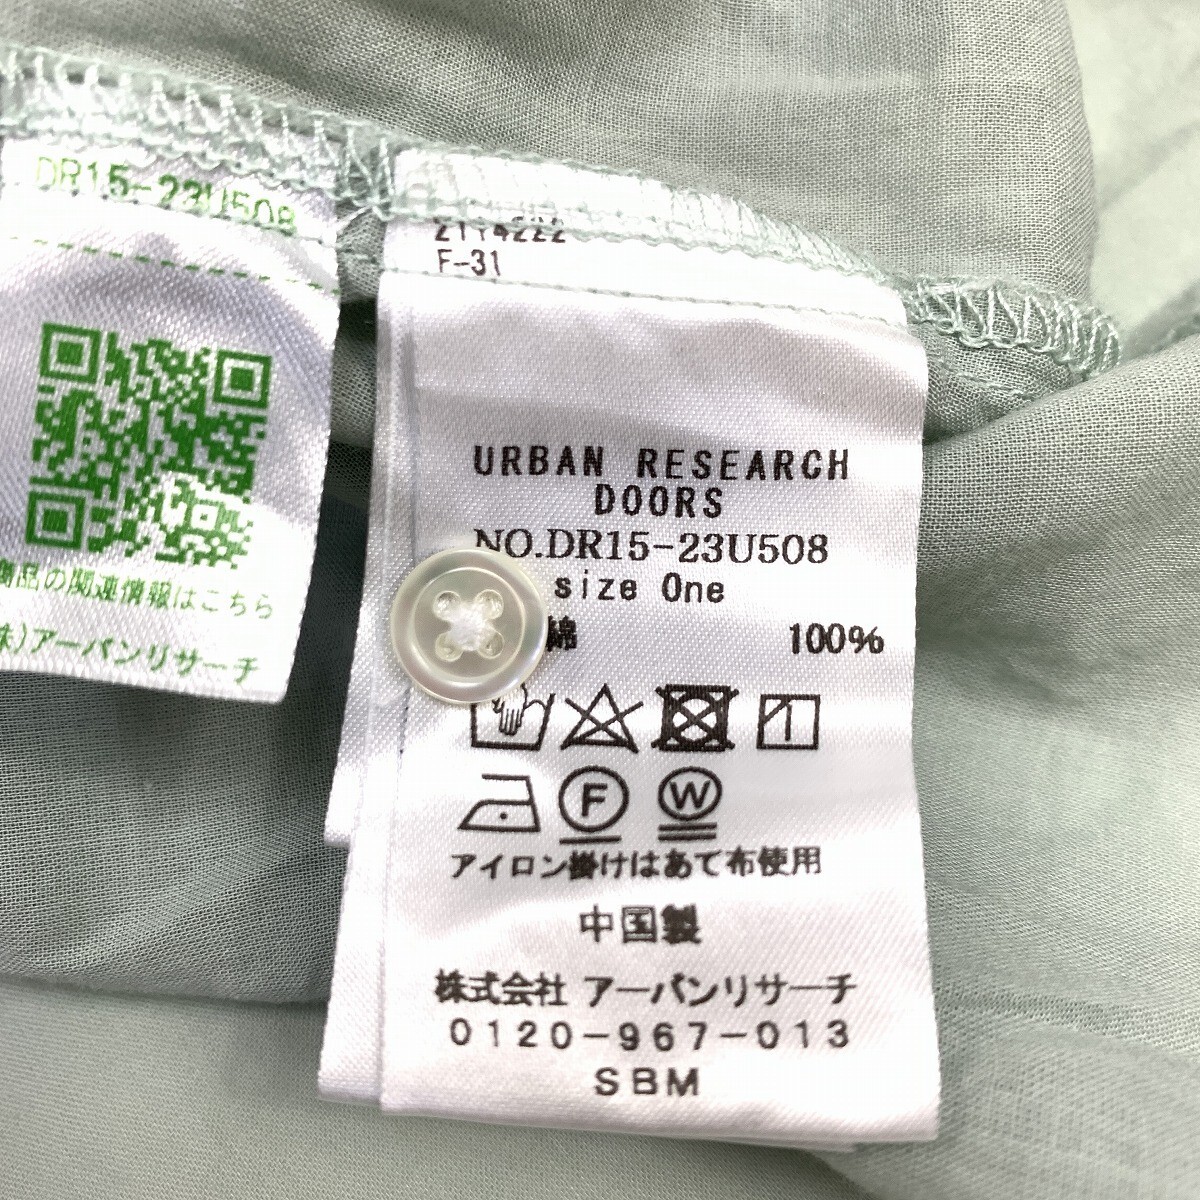 DR15-23U508
商品の関連情報はこちら
株)アーバンリサーチ
21Y4222
F-31
URBAN RESEARCH
DOORS
NO.DR15-23U508
size One
綿 100%
F W
アイロン掛けはあて布使用
中国製
株式会社 アーバンリサーチ
0120-967-013
SBM